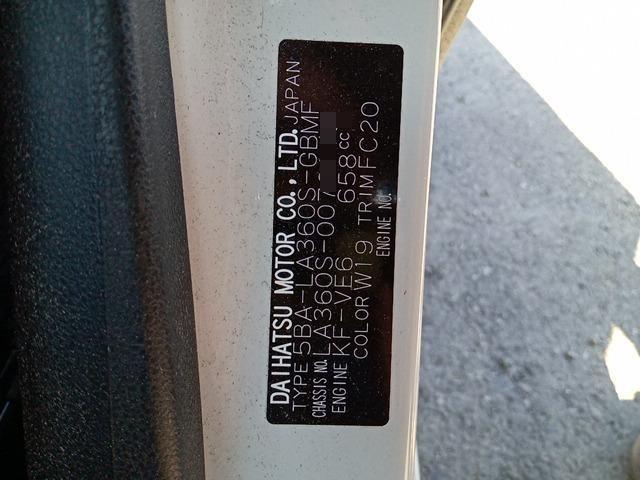 DAIHATSU MOTOR CO., LTD. JAPAN
TYPE 5BA-LA360S-GBMF
CHASSIS NO. LA360S-007
ENGINE KF-VE6 658cc
COLOR W19 TRIM FC20
ENGINE NO.